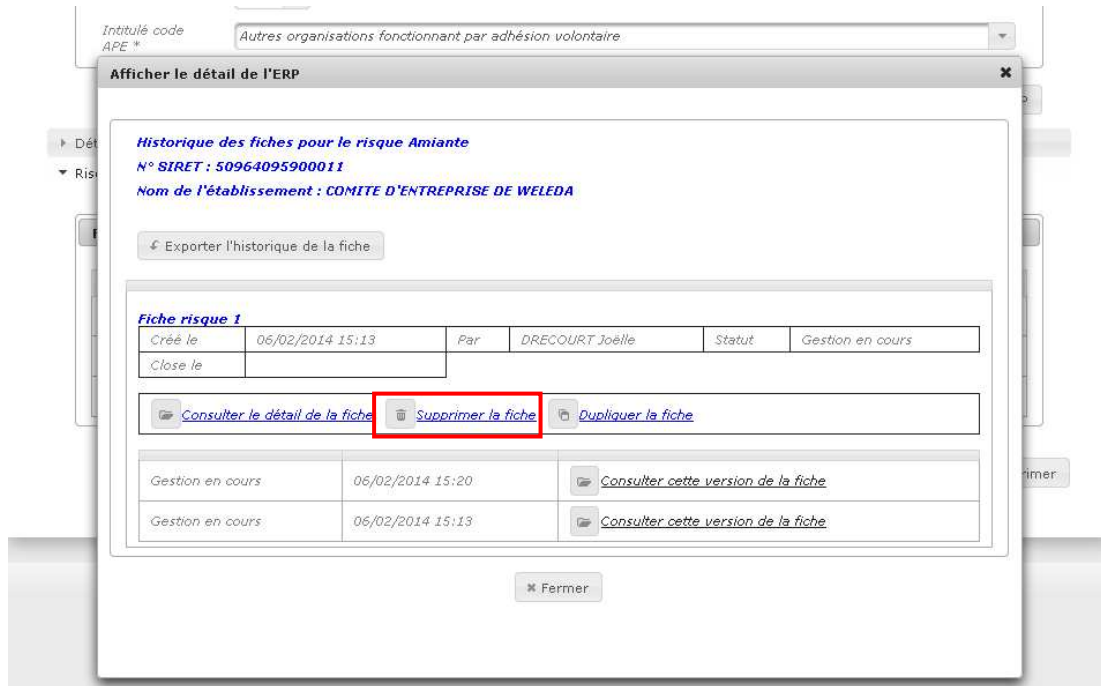 Intitulé code
APE *
Autres organisations fonctionnant par adhésion volontaire
Afficher le détail de l'ERP
Dét
Ris
Historique des fiches pour le risque Amiante
N° SIRET : 50964095900011
Nom de l'établissement : COMITE D'ENTREPRISE DE WELEDA
Exporter l'historique de la fiche
Fiche risque 1
Créé le 06/02/2014 15:13 Par DRECOURT Joëlle Statut Gestion en cours
Close le
Consulter le détail de la fiche Supprimer la fiche Dupliquer la fiche
Gestion en cours 06/02/2014 15:20 Consulter cette version de la fiche
imer
Gestion en cours 06/02/2014 15:13 Consulter cette version de la fiche
Fermer